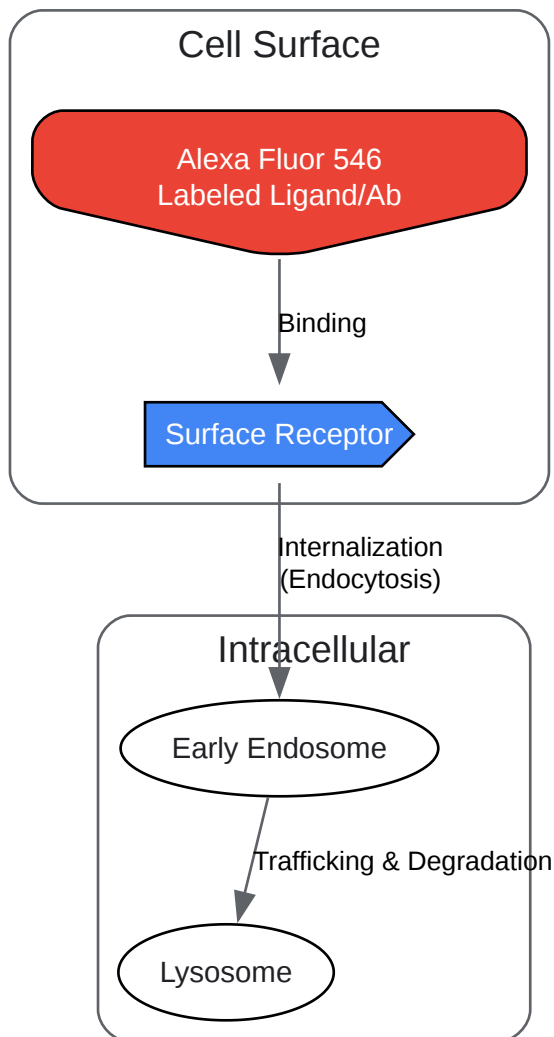 Cell Surface
Alexa Fluor 546
Labeled Ligand/Ab
Binding
Surface Receptor
Internalization
(Endocytosis)
Intracellular
Early Endosome
Trafficking & Degradation
Lysosome